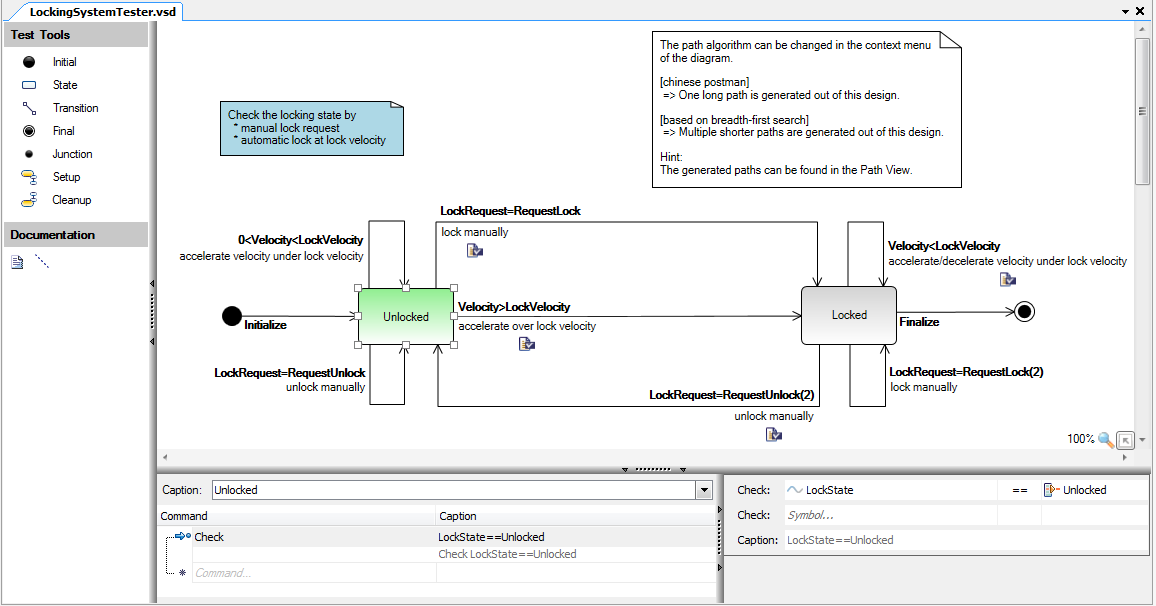 LockingSystemTester.vsd
Test Tools
Initial
State
Transition
Final
Junction
Setup
Cleanup
Documentation
Check the locking state by
* manual lock request
* automatic lock at lock velocity
The path algorithm can be changed in the context menu
of the diagram.
[chinese postman]
=> One long path is generated out of this design.
[based on breadth-first search]
=> Multiple shorter paths are generated out of this design.
Hint:
The generated paths can be found in the Path View.
LockRequest=RequestLock
lock manually
0<Velocity<LockVelocity
accelerate velocity under lock velocity
Velocity<LockVelocity
accelerate/decelerate velocity under lock velocity
Initialize
Unlocked
Velocity>LockVelocity
accelerate over lock velocity
Locked
Finalize
LockRequest=RequestUnlock
unlock manually
LockRequest=RequestUnlock(2)
unlock manually
LockRequest=RequestLock(2)
lock manually
100%
Caption: Unlocked
Command Caption
Check LockState==Unlocked
Check LockState==Unlocked
Command...
Check: LockState == Unlocked
Check: Symbol...
Caption: LockState==Unlocked